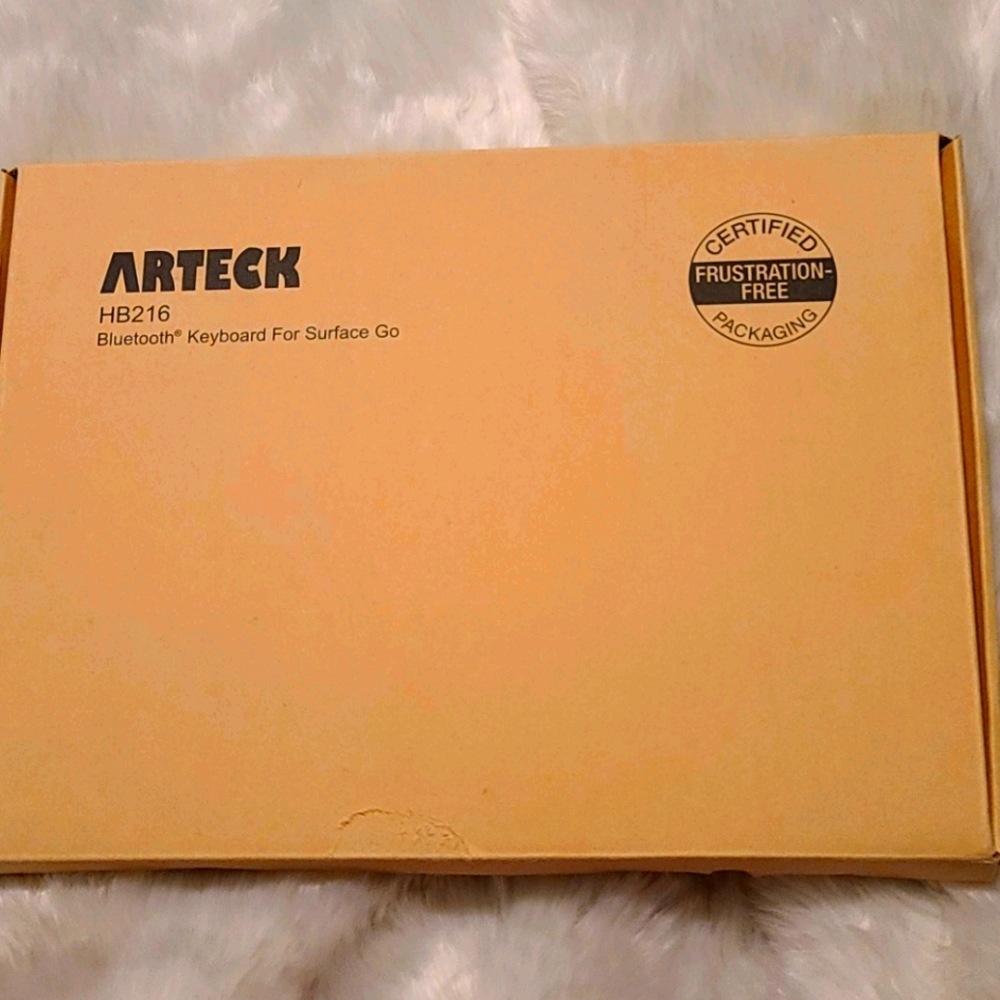 ARTECK
HB216
Bluetooth® Keyboard For Surface Go
CERTIFIED
FRUSTRATION-
FREE
PACKAGING